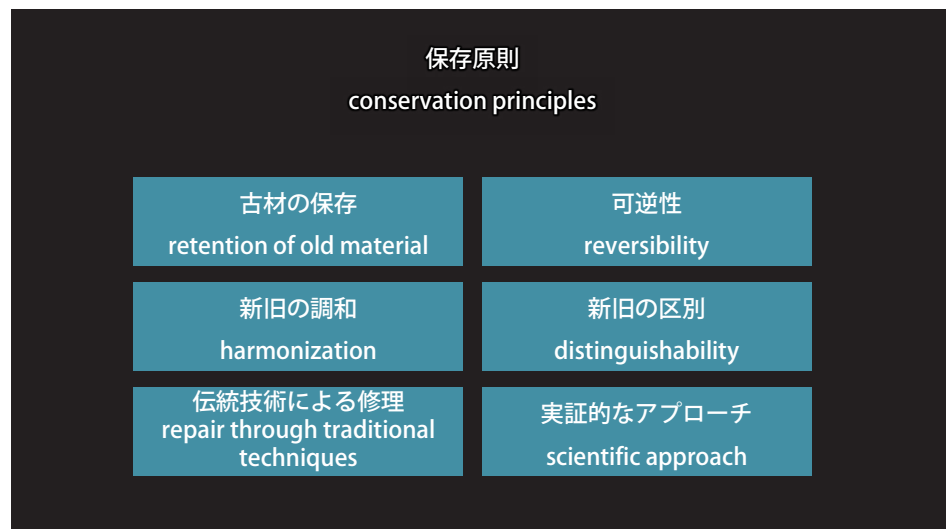 保存原則
conservation principles
古材の保存
retention of old material
可逆性
reversibility
新旧の調和
harmonization
新旧の区別
distinguishability
伝統技術による修理
repair through traditional
techniques
実証的なアプローチ
scientific approach